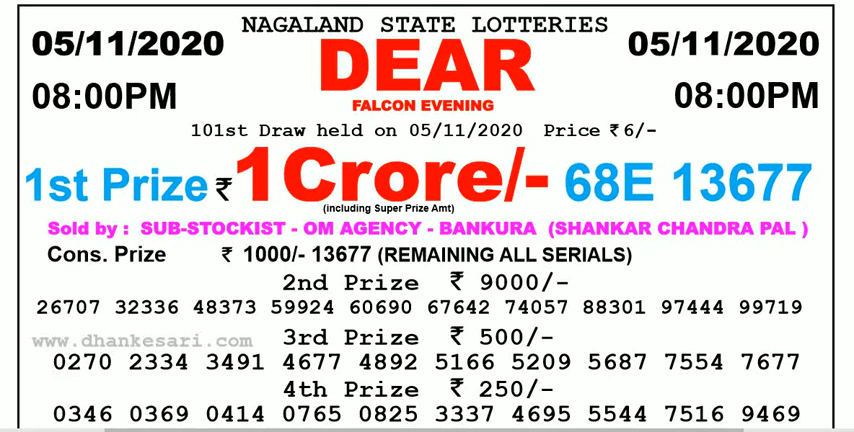 NAGALAND STATE LOTTERIES
05/11/2020 DEAR 05/11/2020
08:00PM FALCON EVENING 08:00PM
101st Draw held on 05/11/2020 Price ₹ 6/-
1st Prize ₹ 1Crore/- 68E 13677
(including Super Prize Amt)
Sold by : SUB-STOCKIST - OM AGENCY - BANKURA (SHANKAR CHANDRA PAL )
Cons. Prize ₹ 1000/- 13677 (REMAINING ALL SERIALS)
2nd Prize ₹ 9000/-
26707 32336 48373 59924 60690 67642 74057 88301 97444 99719
www.dhankesari.com 3rd Prize ₹ 500/-
0270 2334 3491 4677 4892 5166 5209 5687 7554 7677
4th Prize ₹ 250/-
0346 0369 0414 0765 0825 3337 4695 5544 7516 9469